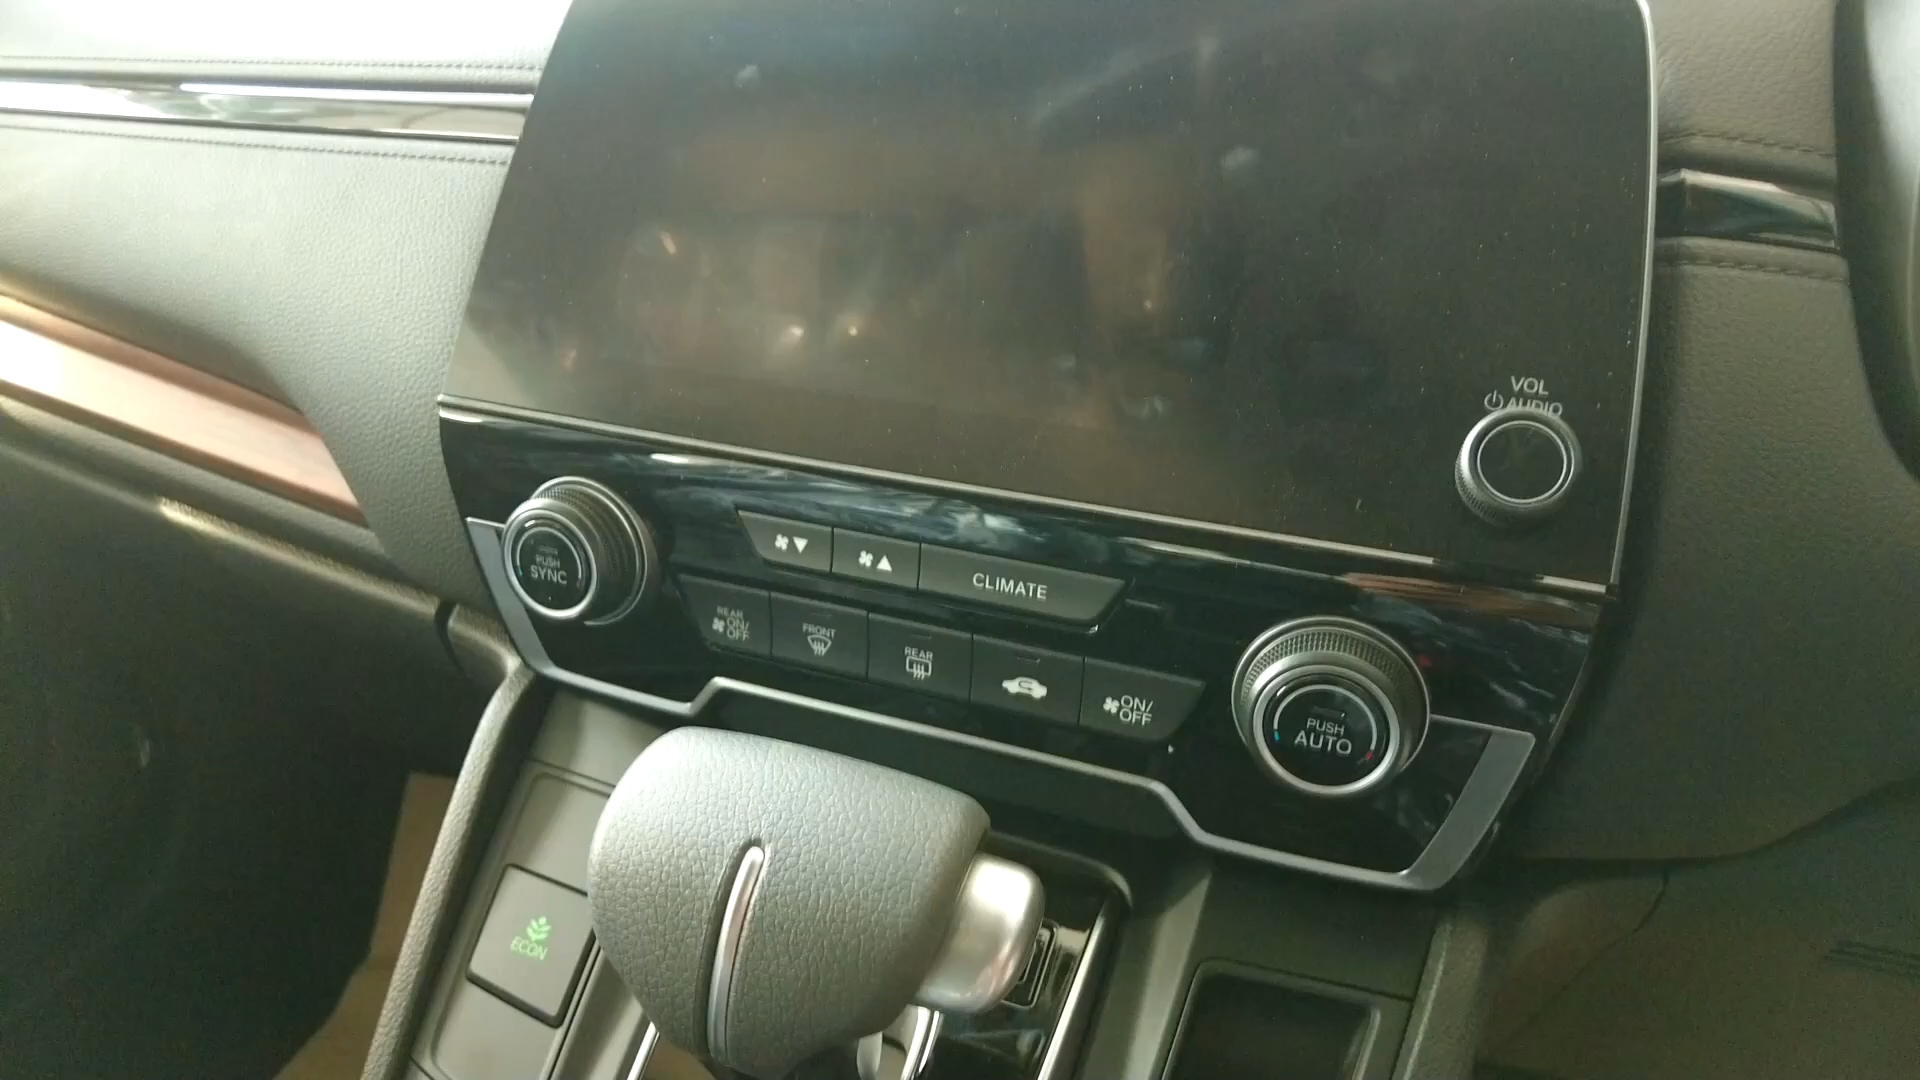 VOL
AUDIO
PUSH
SYNC
CLIMATE
REAR
ON/
OFF
FRONT
REAR
ON/
OFF
PUSH
AUTO
ECON